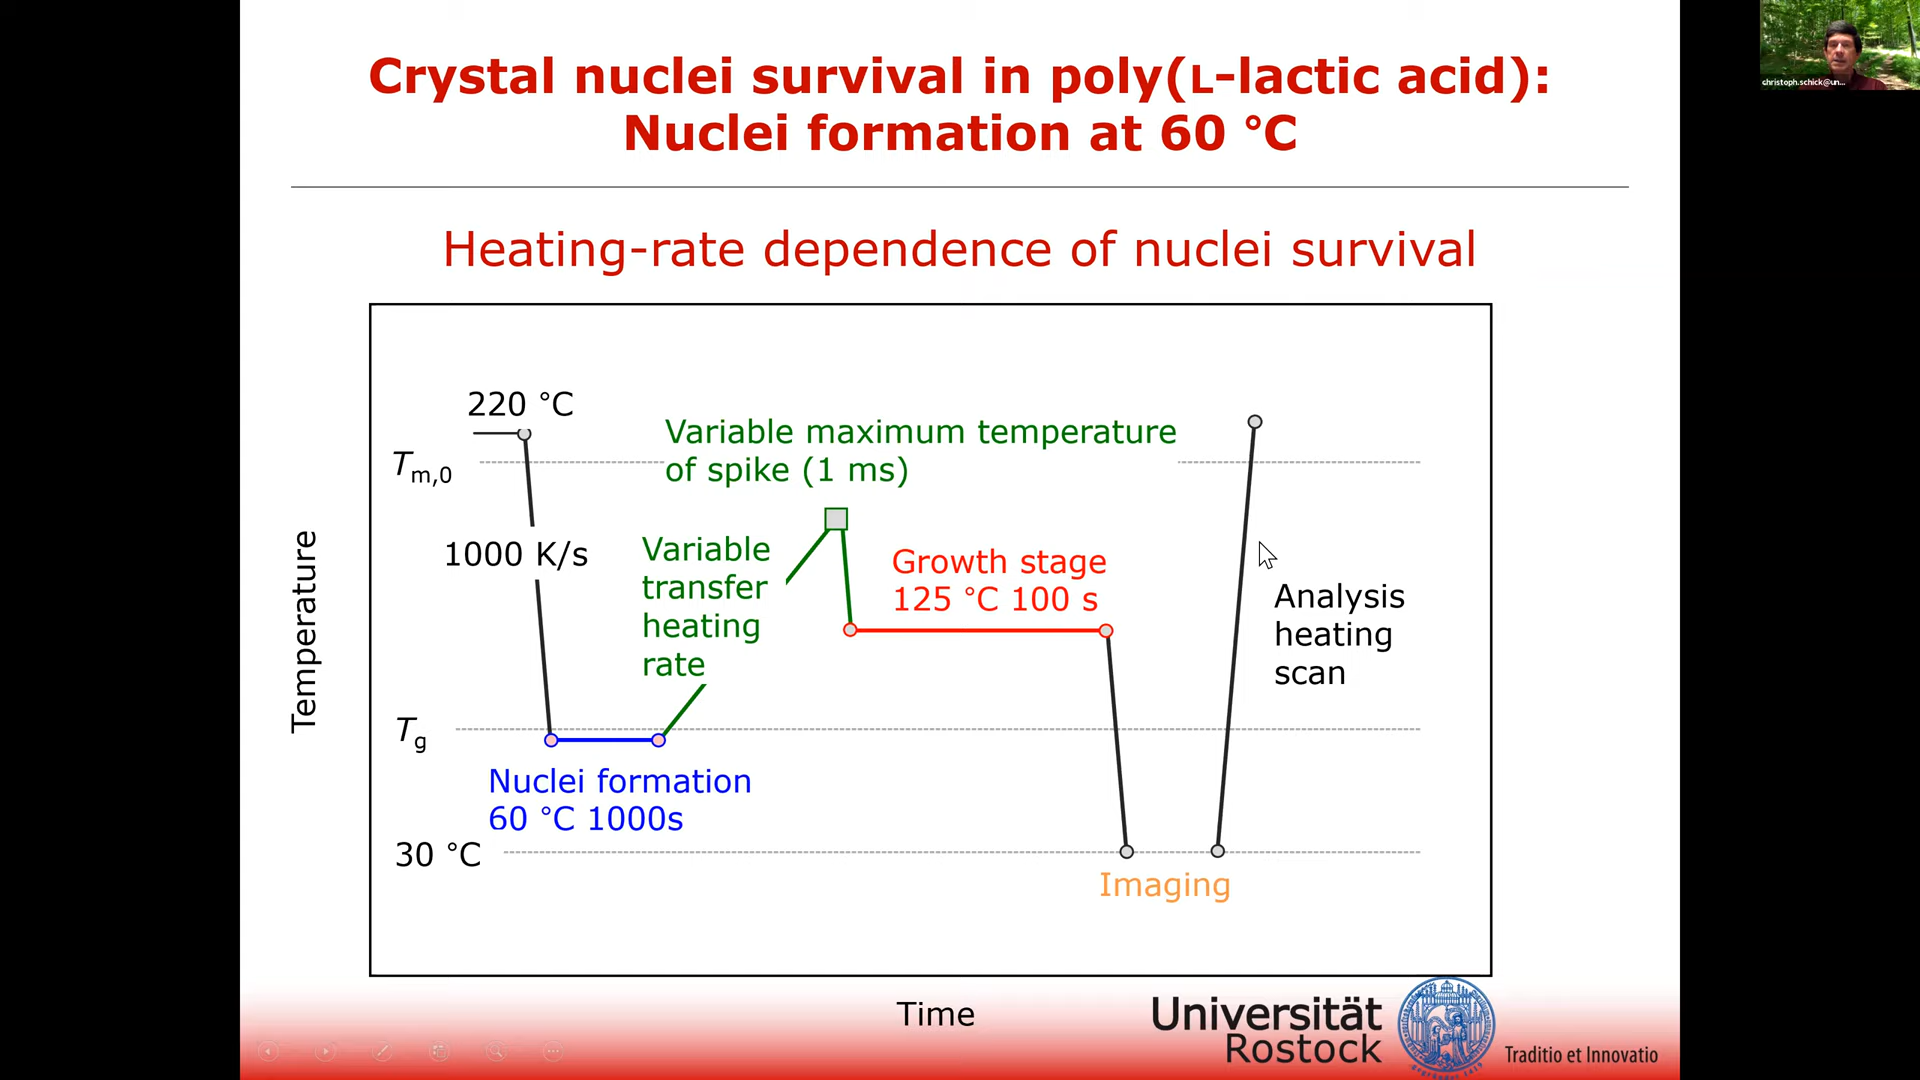 Crystal nuclei survival in poly(L-lactic acid):
Nuclei formation at 60 °C
christoph.schick@un...
Heating-rate dependence of nuclei survival
220 °C
Variable maximum temperature
of spike (1 ms)
Tm,0
1000 K/s
Variable
transfer
heating
rate
Growth stage
125 °C 100 s
Analysis
heating
scan
Temperature
Tg
Nuclei formation
60 °C 1000s
30 °C
Imaging
Time
Universität
Rostock
Traditio et Innovatio